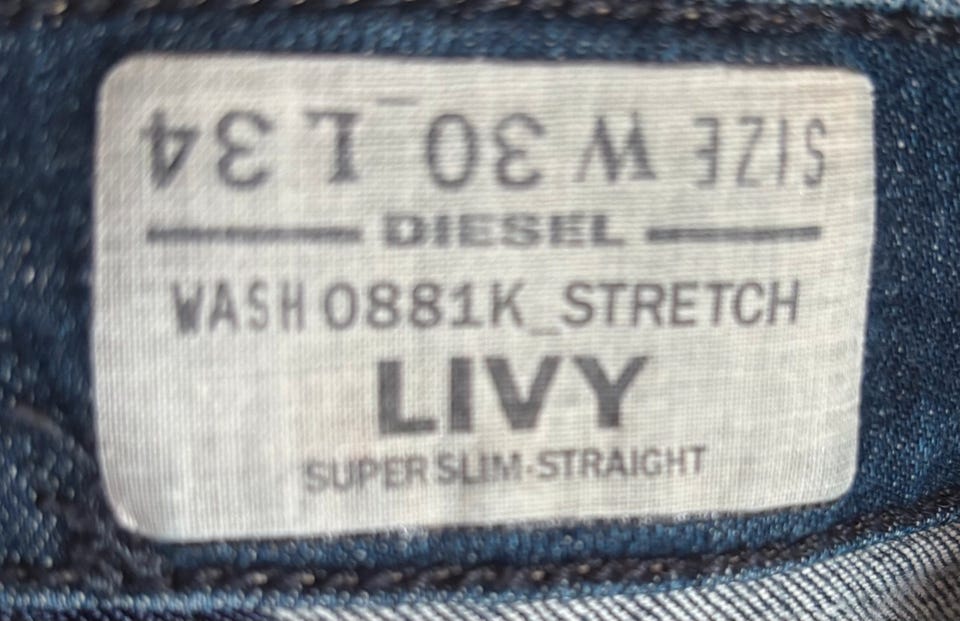 SIZE W 30 L 34
DIESEL
WASH 0881K_STRETCH
LIVY
SUPER SLIM-STRAIGHT